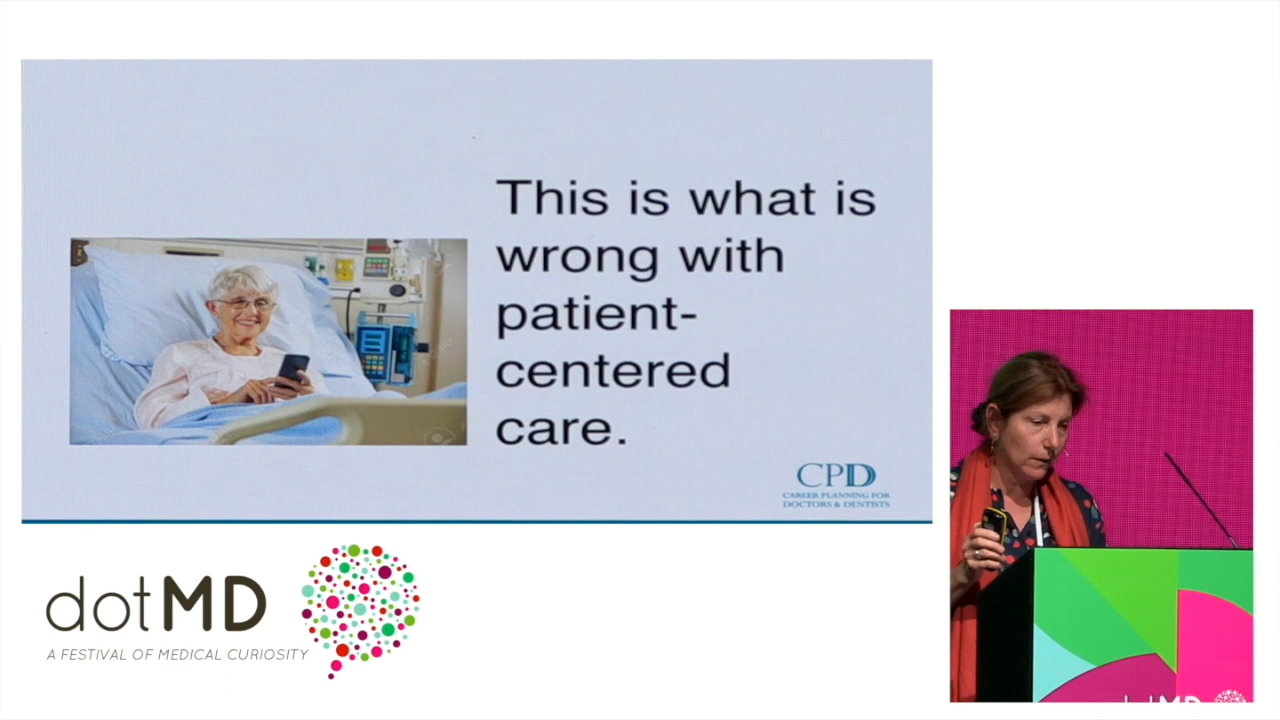 This is what is
wrong with
patient-
centered
care.
CPDD
CAREER PLANNING FOR
DOCTORS & DENTISTS
dotMD
A FESTIVAL OF MEDICAL CURIOSITY